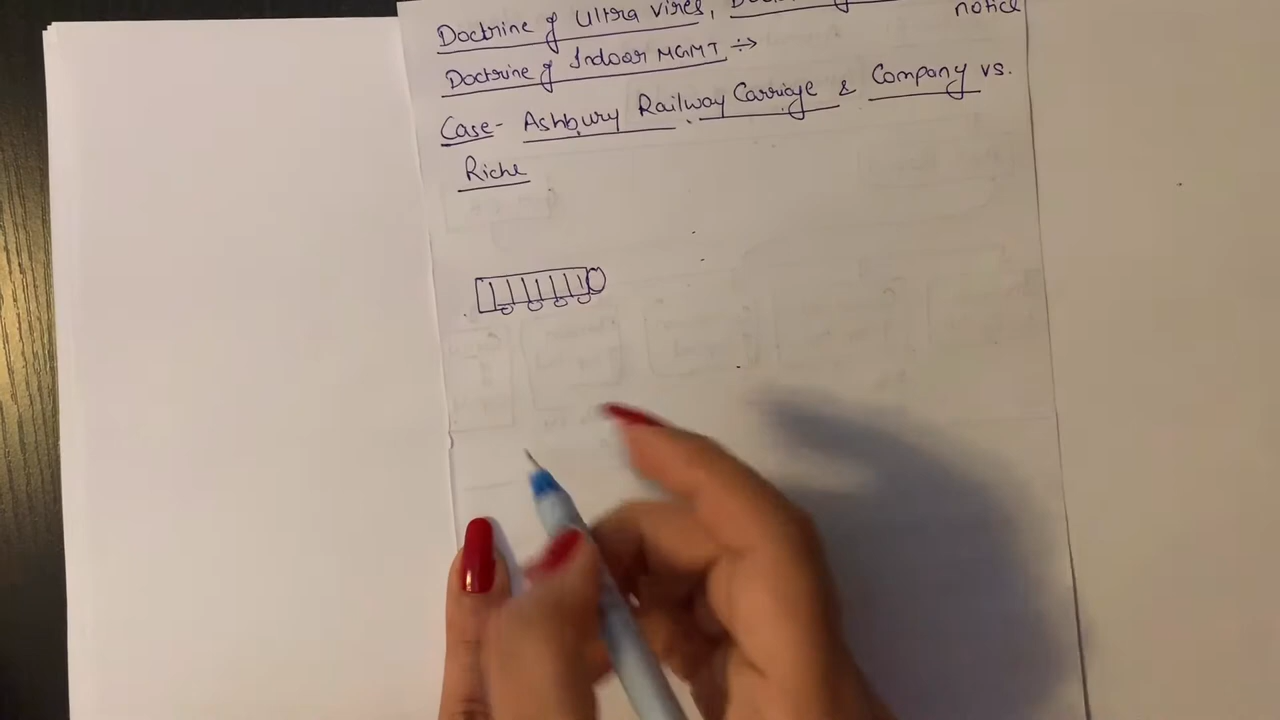 Doctrine of Ultra Vires, notice
Doctrine of Indoor MGMT ÷>
Case- Ashbury Railway Carriage & Company vs.
Riche